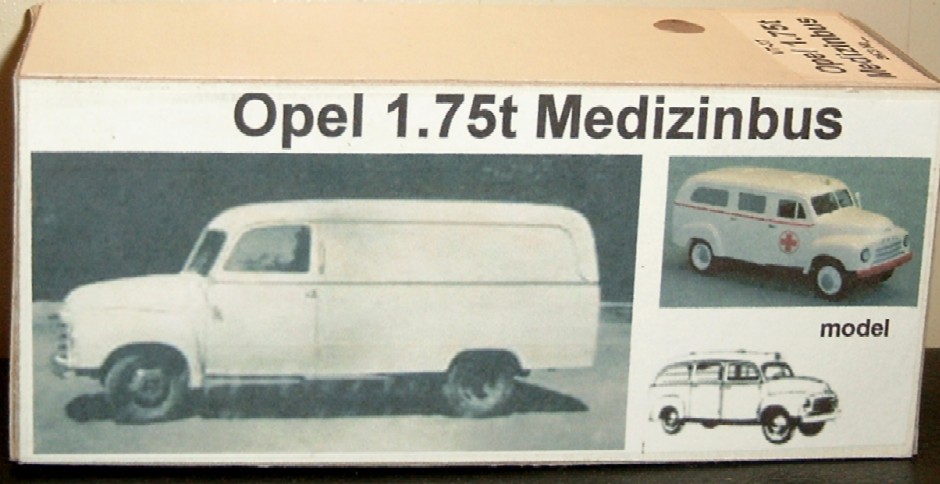 Opel 1.75t
Medizinbus
Opel 1.75t Medizinbus
model